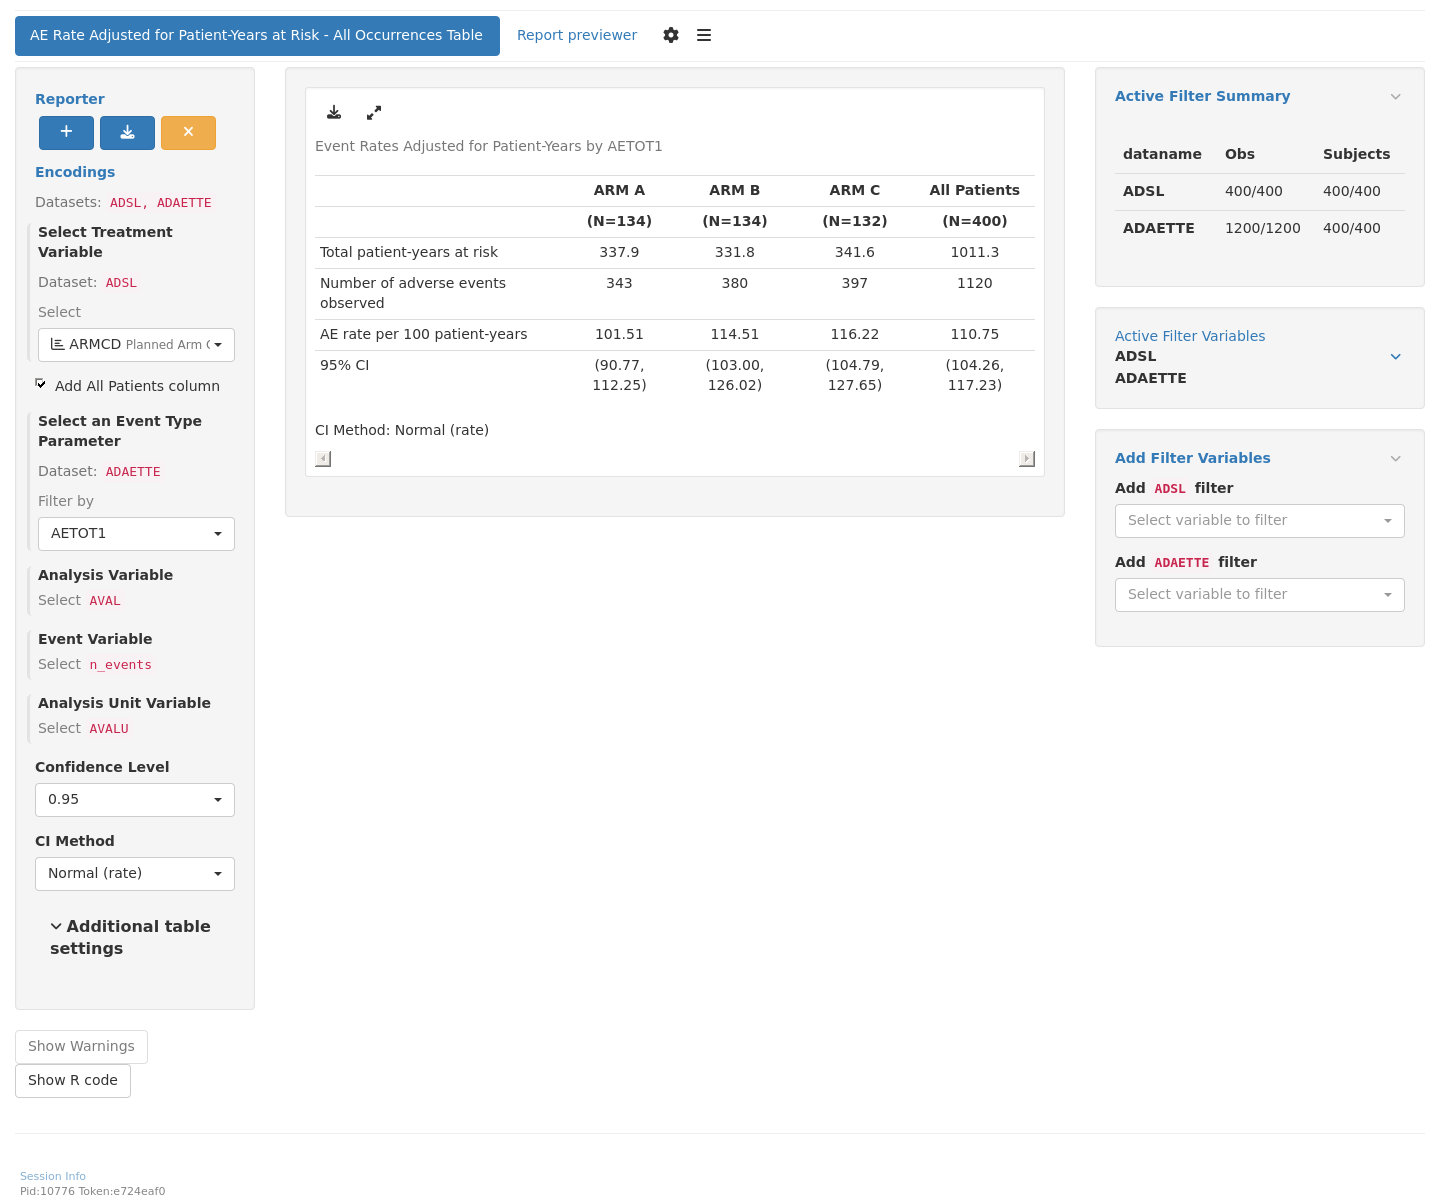 AE Rate Adjusted for Patient-Years at Risk - All Occurrences Table Report previewer
Reporter
Encodings
Datasets: ADSL, ADAETTE
Select Treatment
Variable
Dataset: ADSL
Select
ARMCD Planned Arm C
Add All Patients column
Select an Event Type
Parameter
Dataset: ADAETTE
Filter by
AETOT1
Analysis Variable
Select AVAL
Event Variable
Select n_events
Analysis Unit Variable
Select AVALU
Confidence Level
0.95
CI Method
Normal (rate)
Additional table
settings
Show Warnings
Show R code
Event Rates Adjusted for Patient-Years by AETOT1
ARM A ARM B ARM C All Patients
(N=134) (N=134) (N=132) (N=400)
Total patient-years at risk 337.9 331.8 341.6 1011.3
Number of adverse events 343 380 397 1120
observed
AE rate per 100 patient-years 101.51 114.51 116.22 110.75
95% CI (90.77, (103.00, (104.79, (104.26,
112.25) 126.02) 127.65) 117.23)
CI Method: Normal (rate)
Active Filter Summary
dataname Obs Subjects
ADSL 400/400 400/400
ADAETTE 1200/1200 400/400
Active Filter Variables
ADSL
ADAETTE
Add Filter Variables
Add ADSL filter
Select variable to filter
Add ADAETTE filter
Select variable to filter
Session Info
Pid:10776 Token:e724eaf0